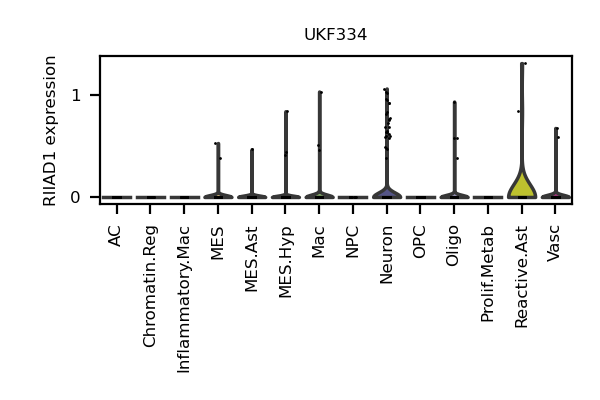 UKF334
RIIAD1 expression
1
0
AC
Chromatin.Reg
Inflammatory.Mac
MES
MES.Ast
MES.Hyp
Mac
NPC
Neuron
OPC
Oligo
Prolif.Metab
Reactive.Ast
Vasc